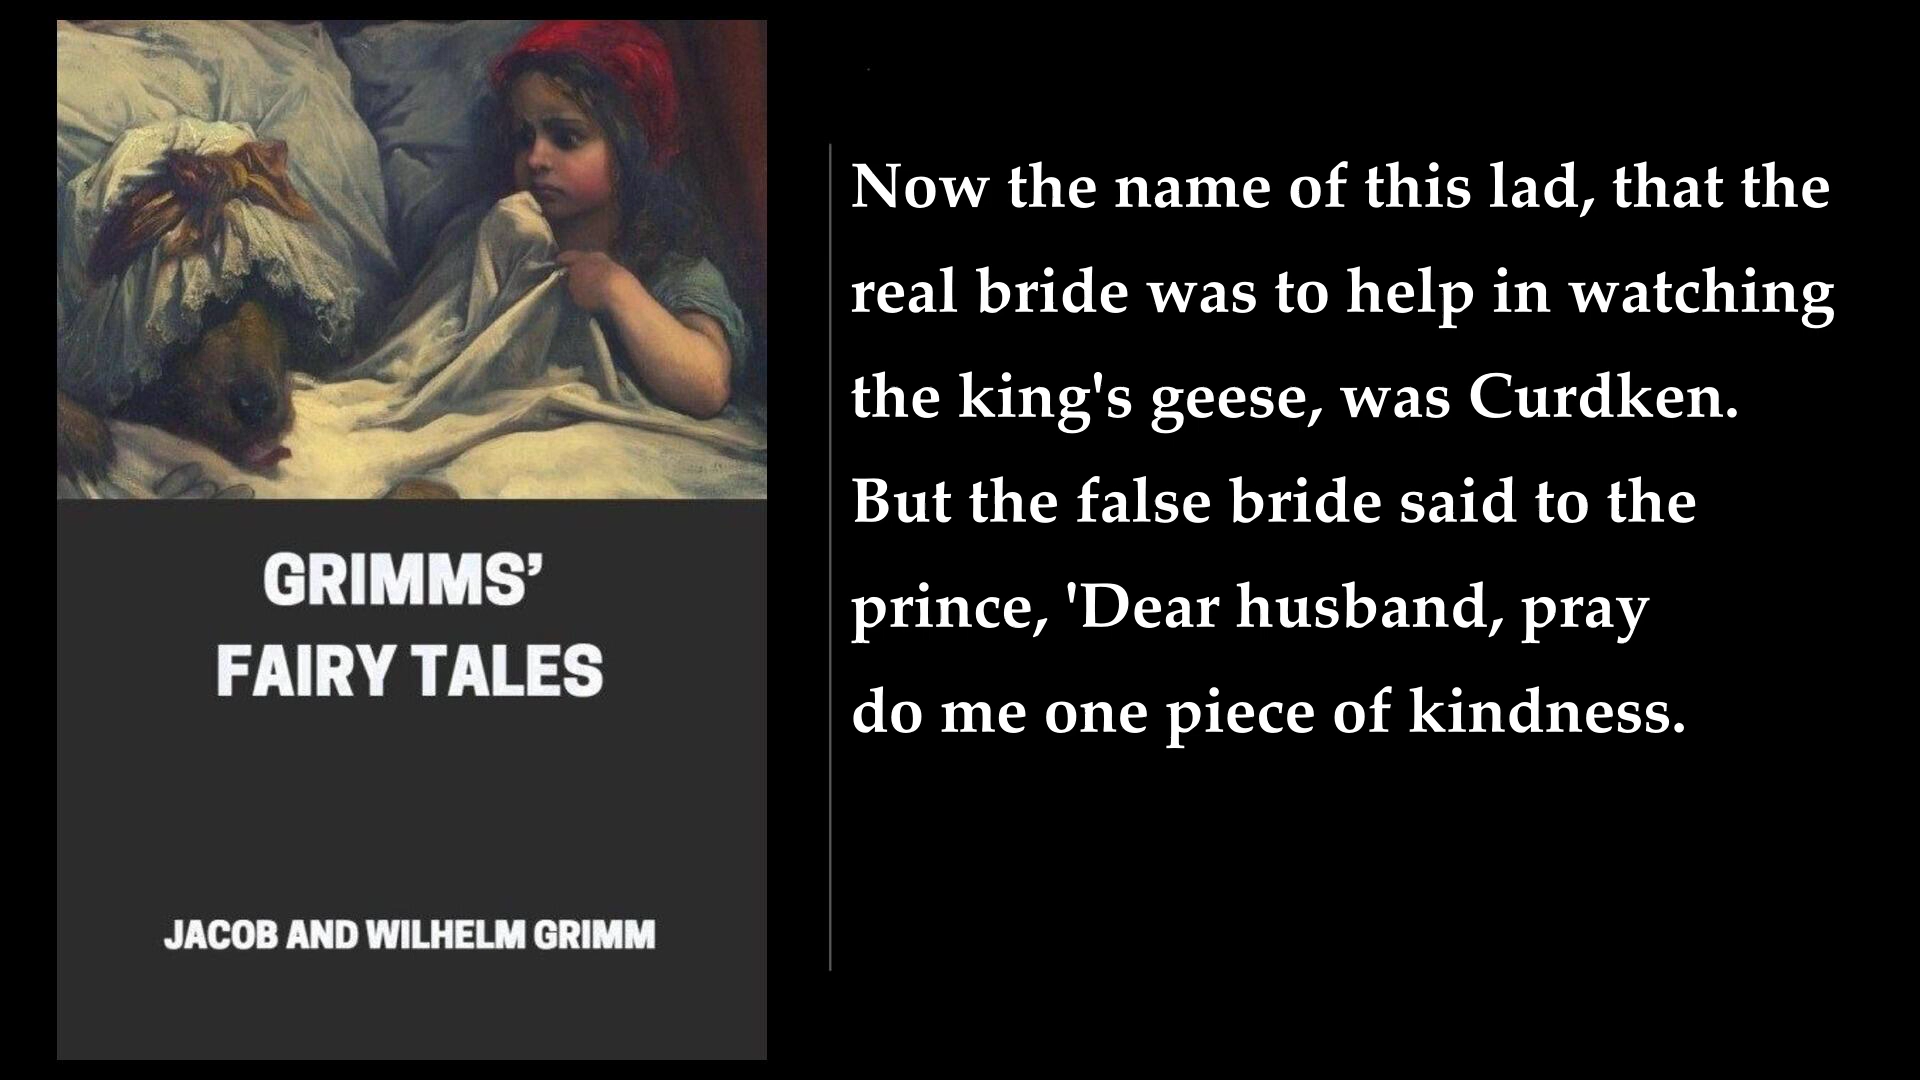 GRIMMS’
FAIRY TALES
JACOB AND WILHELM GRIMM
Now the name of this lad, that the
real bride was to help in watching
the king's geese, was Curdken.
But the false bride said to the
prince, 'Dear husband, pray
do me one piece of kindness.